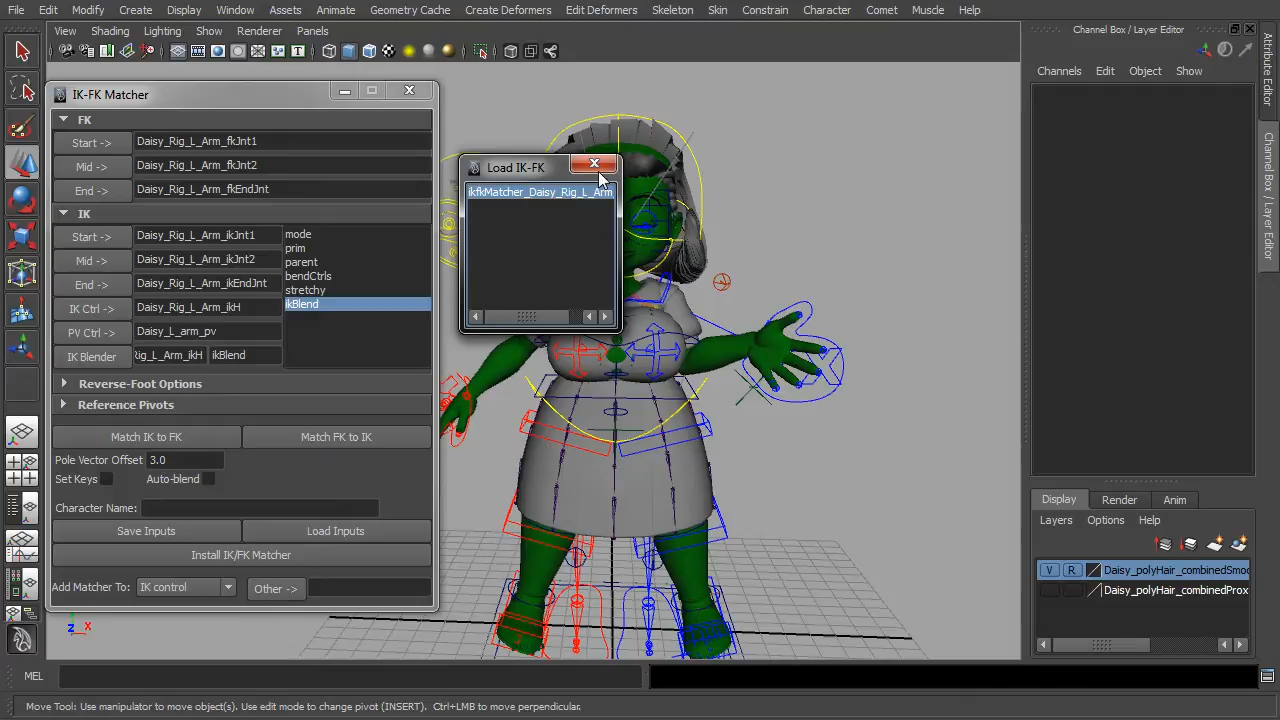 File Edit Modify Create Display Window Assets Animate Geometry Cache Create Deformers Edit Deformers Skeleton Skin Constrain Character Comet Muscle Help
View Shading Lighting Show Renderer Panels
Channel Box / Layer Editor
Channels Edit Object Show
Attribute Editor
Channel Box / Layer Editor
IK-FK Matcher
FK
Start -> Daisy_Rig_L_Arm_fkJnt1
Mid -> Daisy_Rig_L_Arm_fkJnt2
End -> Daisy_Rig_L_Arm_fkEndJnt
IK
Start -> Daisy_Rig_L_Arm_ikJnt1
Mid -> Daisy_Rig_L_Arm_ikJnt2
End -> Daisy_Rig_L_Arm_ikEndJnt
IK Ctrl -> Daisy_Rig_L_Arm_ikH
PV Ctrl -> Daisy_L_arm_pv
IK Blender Rig_L_Arm_ikH ikBlend
mode
prim
parent
bendCtrls
stretchy
ikBlend
Reverse-Foot Options
Reference Pivots
Match IK to FK Match FK to IK
Pole Vector Offset 3.0
Set Keys Auto-blend
Character Name:
Save Inputs Load Inputs
Install IK/FK Matcher
Add Matcher To: IK control Other ->
Load IK-FK
ikfkMatcher_Daisy_Rig_L_Arm
Display Render Anim
Layers Options Help
V R Daisy_polyHair_combinedSmoo
Daisy_polyHair_combinedProx
z x
MEL
Move Tool: Use manipulator to move object(s). Use edit mode to change pivot (INSERT). Ctrl+LMB to move perpendicular.